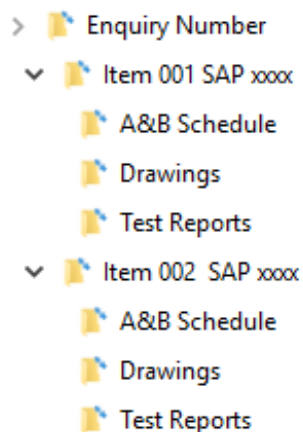 Enquiry Number
Item 001 SAP xxxx
A&B Schedule
Drawings
Test Reports
Item 002  SAP xxxx
A&B Schedule
Drawings
Test Reports